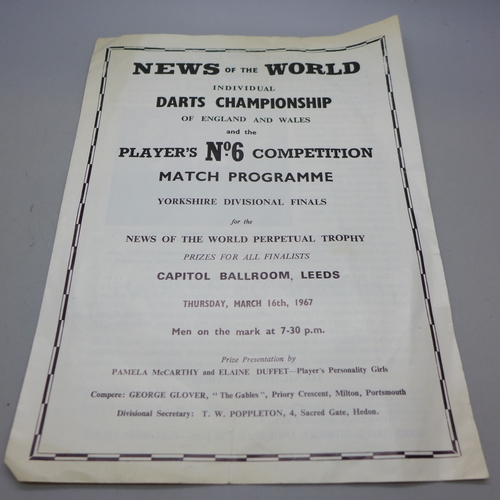 NEWS OF THE WORLD
INDIVIDUAL
DARTS CHAMPIONSHIP
OF ENGLAND AND WALES
and the
PLAYER'S Nº6 COMPETITION
MATCH PROGRAMME
YORKSHIRE DIVISIONAL FINALS
for the
NEWS OF THE WORLD PERPETUAL TROPHY
PRIZES FOR ALL FINALISTS
CAPITOL BALLROOM, LEEDS
THURSDAY, MARCH 16th, 1967
Men on the mark at 7-30 p.m.
Prize Presentation by
PAMELA McCARTHY and ELAINE DUFFET—Player's Personality Girls
Compere: GEORGE GLOVER, "The Gables", Priory Crescent, Milton, Portsmouth
Divisional Secretary: T. W. POPPLETON, 4, Sacred Gate, Hedon.